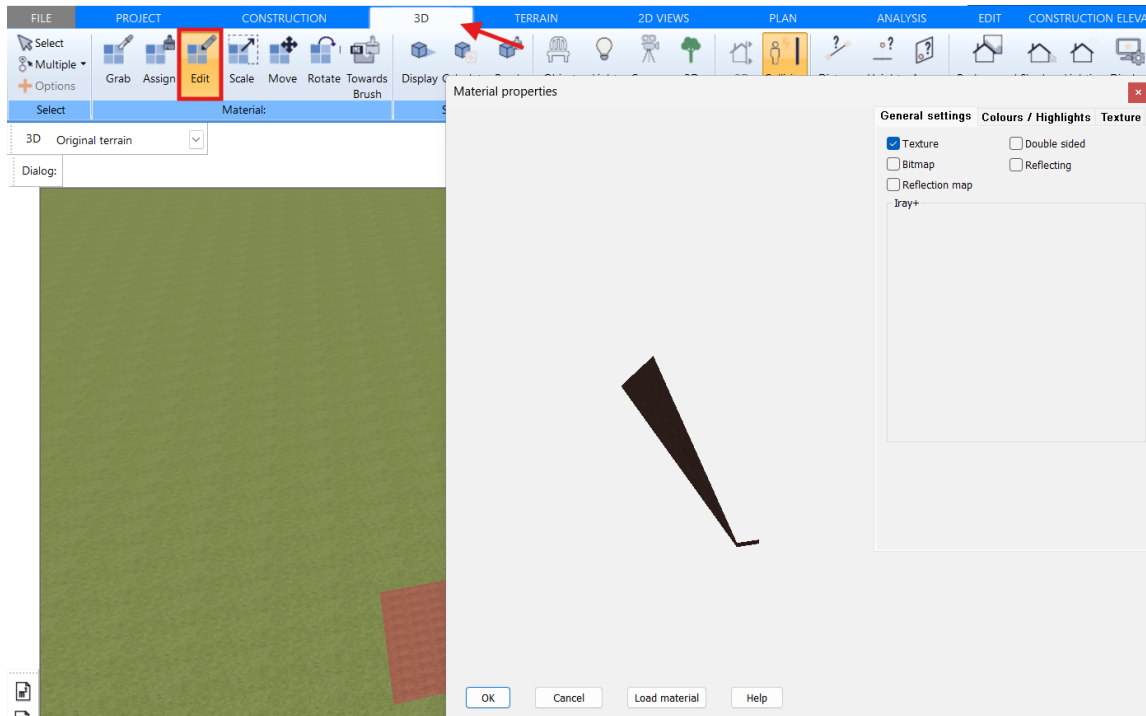 FILE PROJECT CONSTRUCTION 3D TERRAIN 2D VIEWS PLAN ANALYSIS EDIT CONSTRUCTION ELEVA
Select
Multiple
Options
Grab Assign Edit Scale Move Rotate Towards Brush Display
Select Material: S
3D Original terrain
Dialog:
Material properties
General settings Colours / Highlights Texture
Texture Double sided
Bitmap Reflecting
Reflection map
Iray+
OK Cancel Load material Help